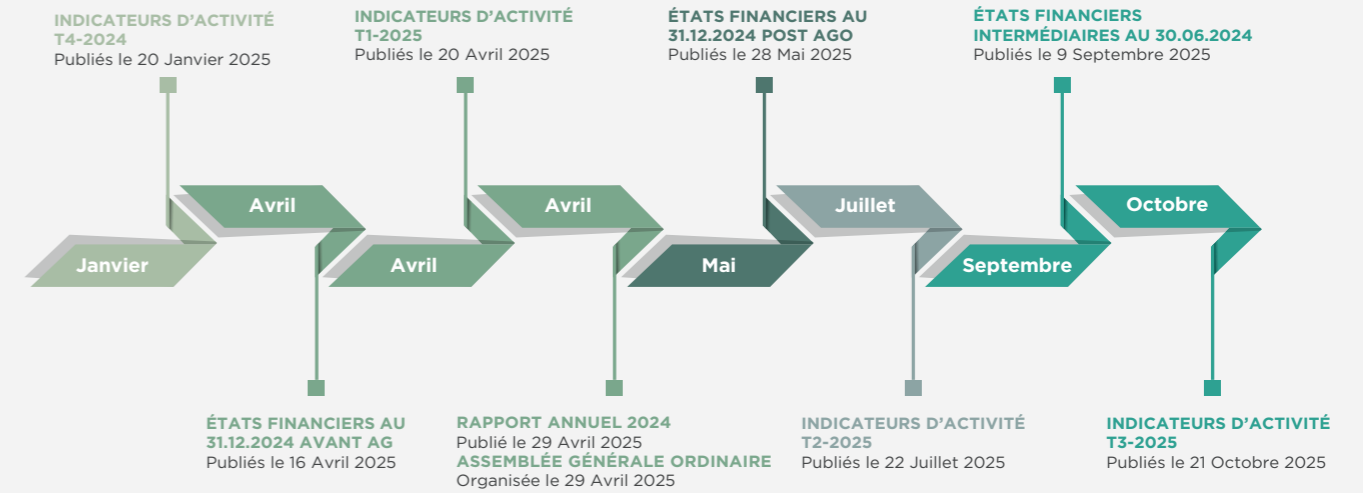 INDICATEURS D'ACTIVITÉ
T4-2024
Publiés le 20 Janvier 2025
INDICATEURS D'ACTIVITÉ
T1-2025
Publiés le 20 Avril 2025
ÉTATS FINANCIERS AU
31.12.2024 POST AGO
Publiés le 28 Mai 2025
ÉTATS FINANCIERS
INTERMÉDIAIRES AU 30.06.2024
Publiés le 9 Septembre 2025
Janvier
Avril
Avril
Avril
Mai
Juillet
Septembre
Octobre
ÉTATS FINANCIERS AU
31.12.2024 AVANT AG
Publiés le 16 Avril 2025
RAPPORT ANNUEL 2024
Publié le 29 Avril 2025
ASSEMBLÉE GÉNÉRALE ORDINAIRE
Organisée le 29 Avril 2025
INDICATEURS D'ACTIVITÉ
T2-2025
Publiés le 22 Juillet 2025
INDICATEURS D'ACTIVITÉ
T3-2025
Publiés le 21 Octobre 2025